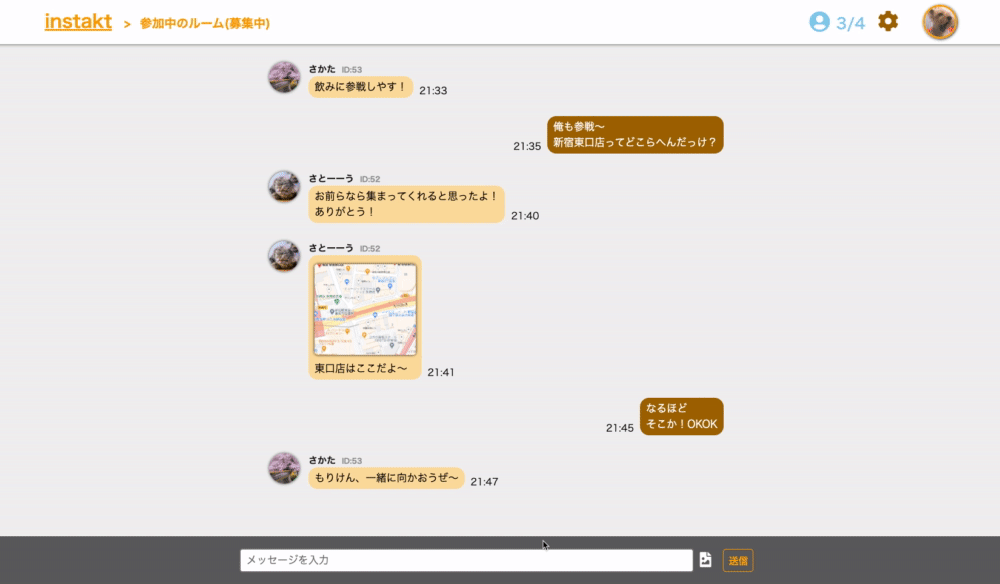 instakt > 参加中のルーム(募集中)
3/4
さかた ID:53
飲みに参戦しやす！ 21:33
俺も参戦〜
新宿東口店ってどこらへんだっけ？
21:35
さとーーう ID:52
お前らなら集まってくれると思ったよ！
ありがとう！
21:40
さとーーう ID:52
東口店はここだよ〜
21:41
なるほど
そこか！OKOK
21:45
さかた ID:53
もりけん、一緒に向かおうぜ〜 21:47
メッセージを入力 送信